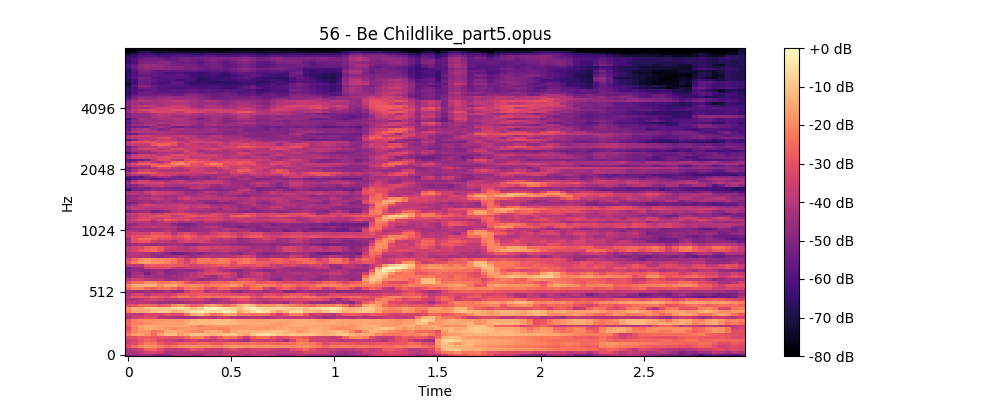 56 - Be Childlike_part5.opus
Hz
4096
2048
1024
512
0
0 0.5 1 1.5 2 2.5
Time
+0 dB
-10 dB
-20 dB
-30 dB
-40 dB
-50 dB
-60 dB
-70 dB
-80 dB